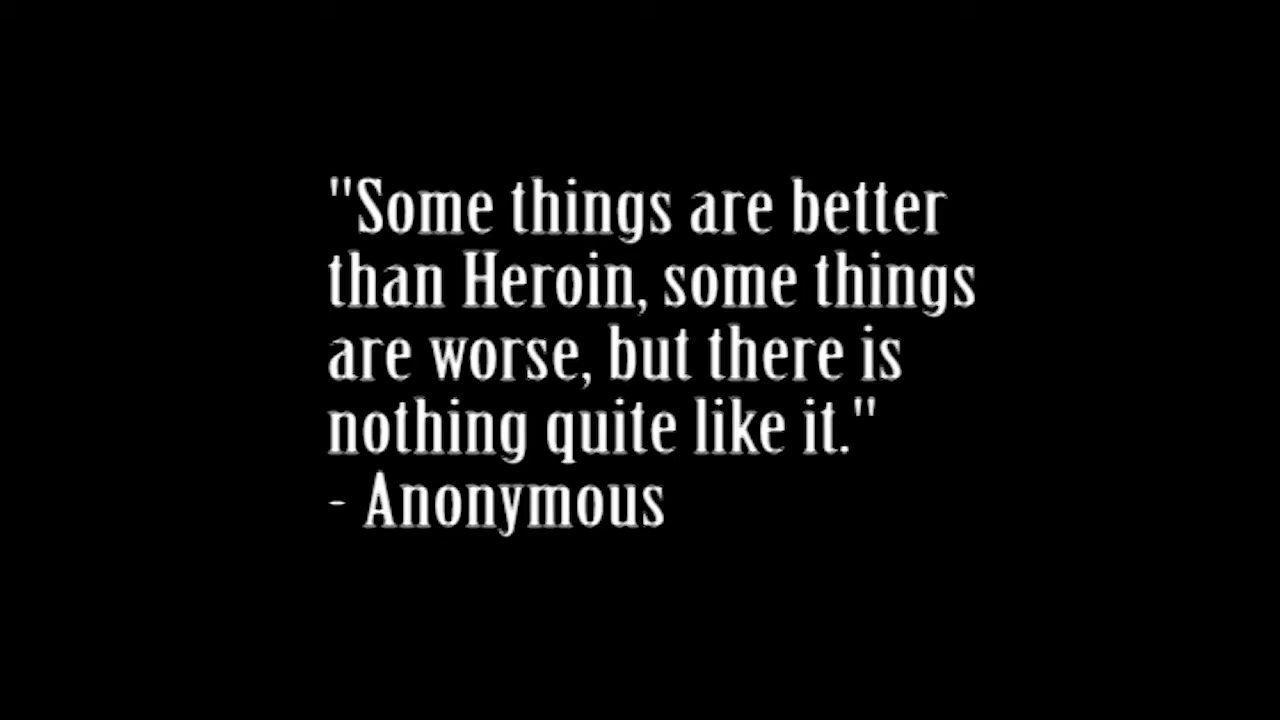 "Some things are better
than Heroin, some things
are worse, but there is
nothing quite like it."
- Anonymous